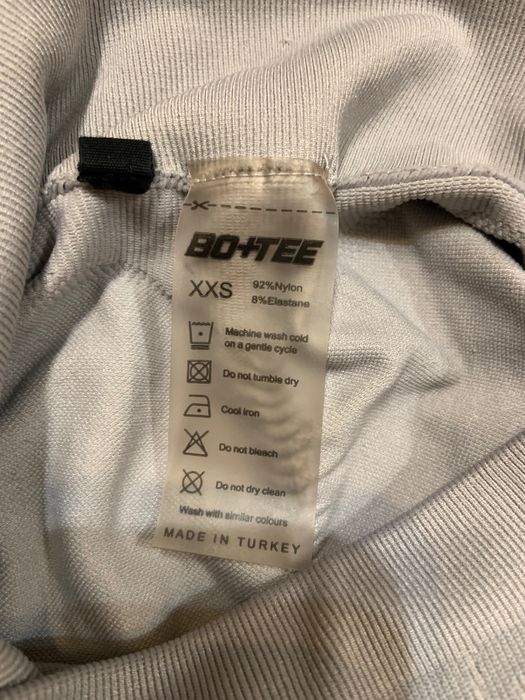 BO+TEE
XXS
92%Nylon
8%Elastane
Machine wash cold
on a gentle cycle
Do not tumble dry
Cool iron
Do not bleach
Do not dry clean
Wash with similar colours
MADE IN TURKEY